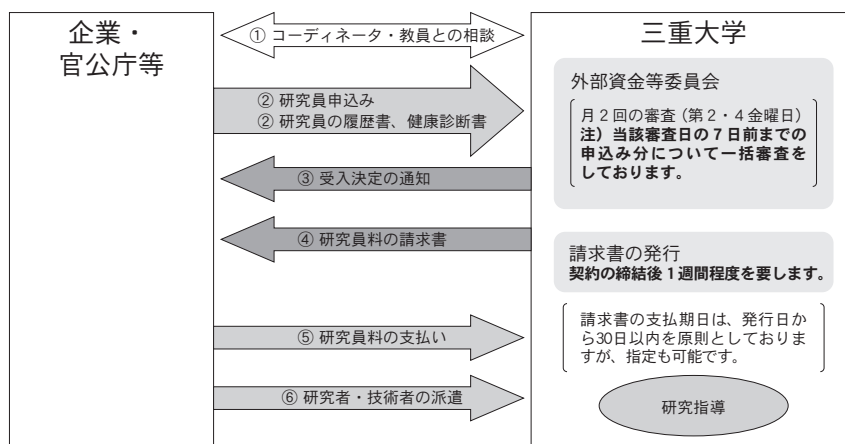 企業・
官公庁等
三重大学
① コーディネータ・教員との相談
② 研究員申込み
② 研究員の履歴書、健康診断書
外部資金等委員会
月２回の審査（第２・４金曜日）
注）当該審査日の７日前までの
申込み分について一括審査を
しております。
③ 受入決定の通知
④ 研究員料の請求書
請求書の発行
契約の締結後１週間程度を要します。
⑤ 研究員料の支払い
請求書の支払期日は、発行日か
ら30日以内を原則としておりま
すが、指定も可能です。
⑥ 研究者・技術者の派遣
研究指導